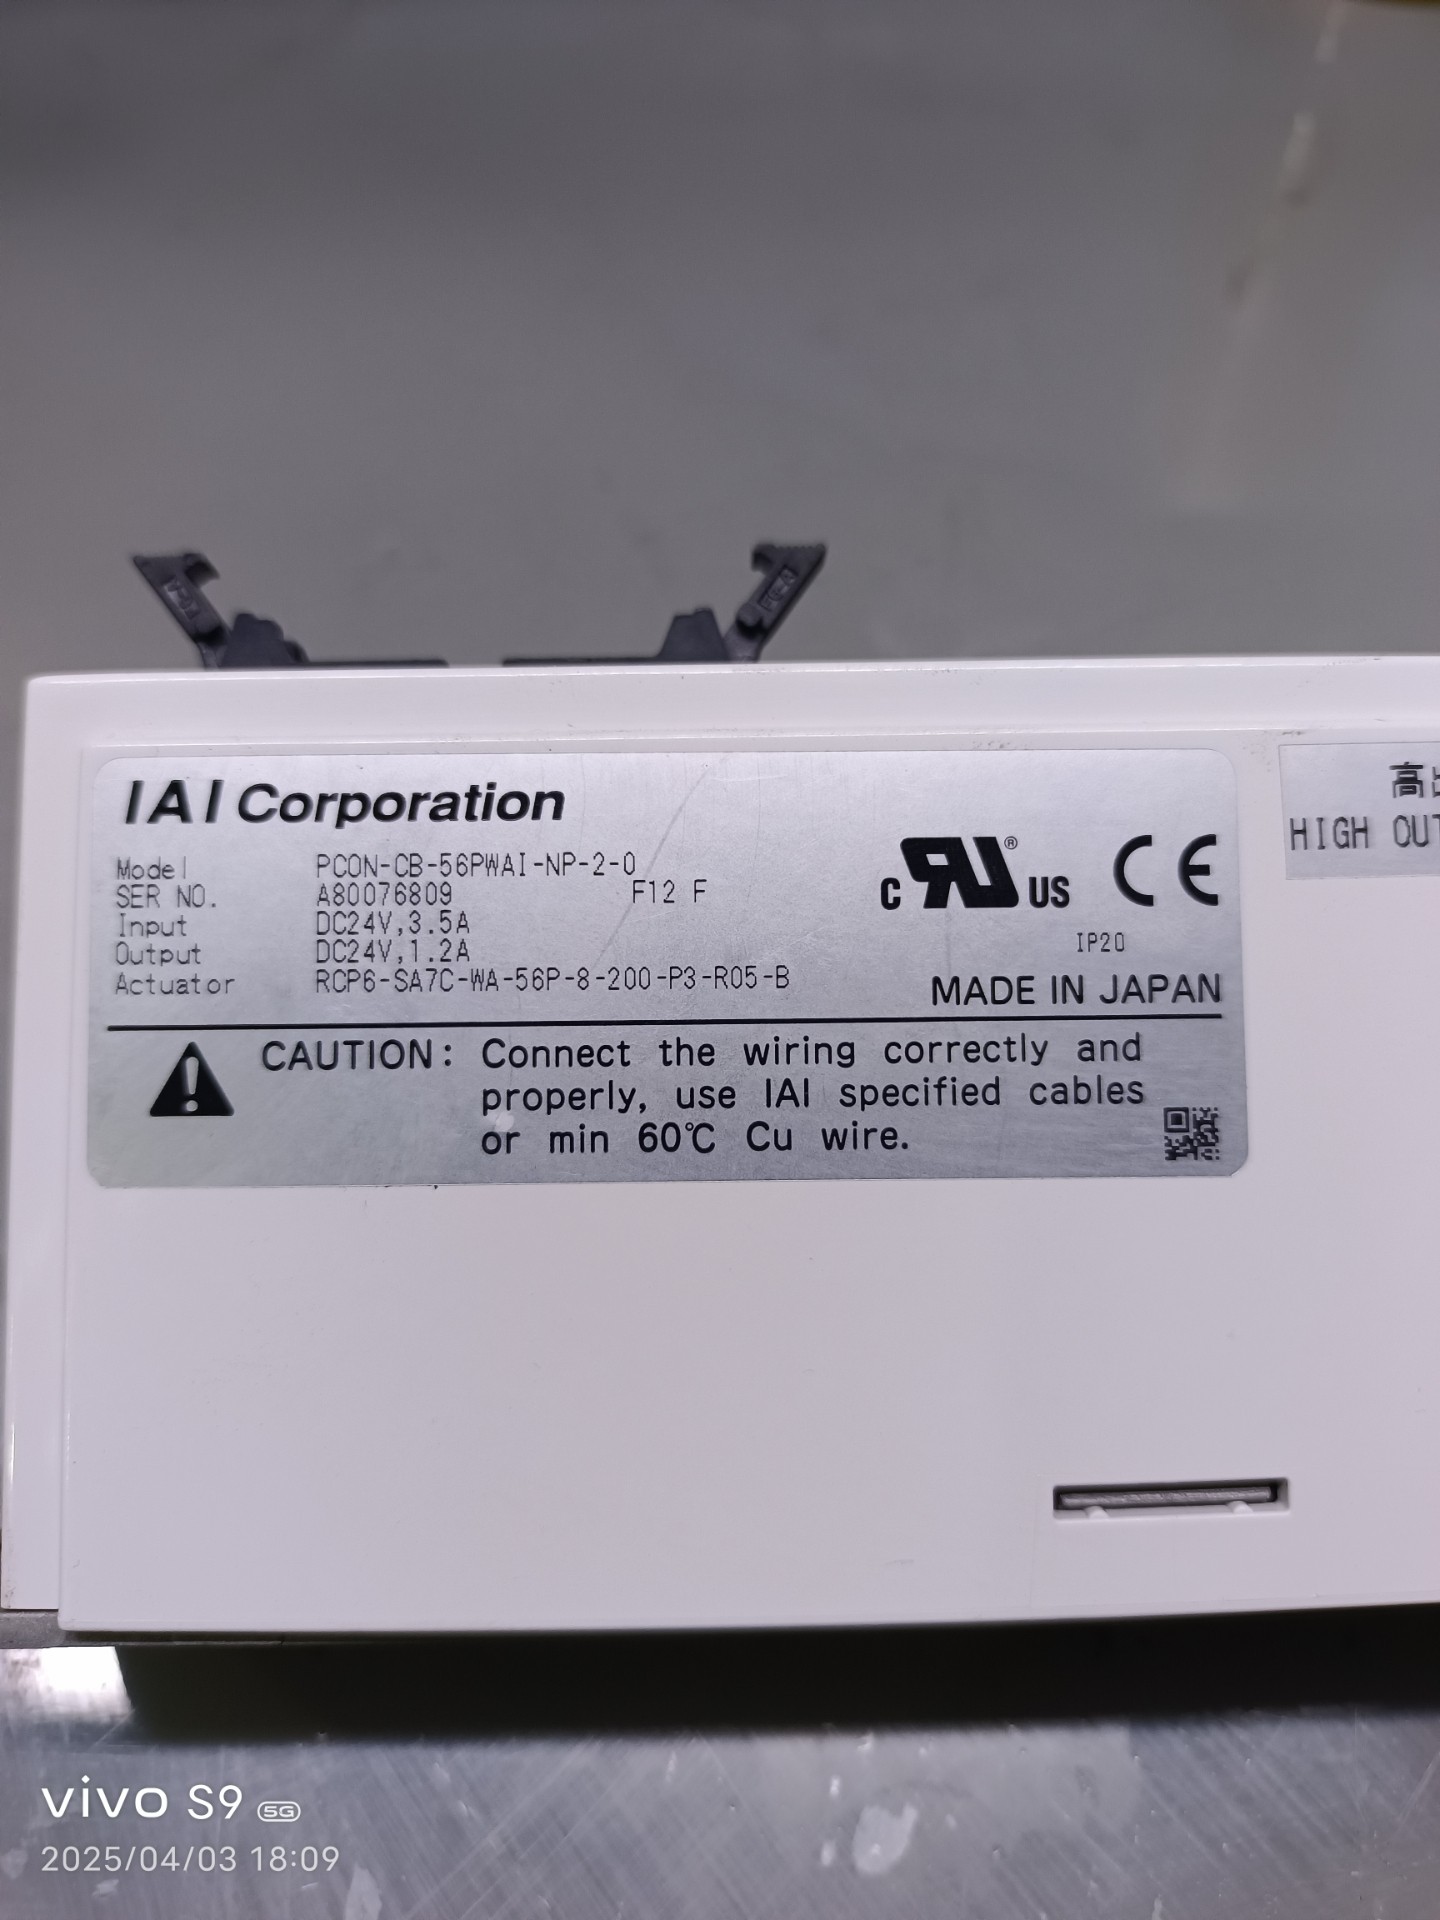 IAI Corporation
Model PCON-CB-56PWAI-NP-2-0
SER NO. A80076809 F12 F
Input DC24V,3.5A
Output DC24V,1.2A
Actuator RCP6-SA7C-WA-56P-8-200-P3-R05-B
C RU ® US CE
IP20
MADE IN JAPAN
CAUTION: Connect the wiring correctly and
properly, use IAI specified cables
or min 60℃ Cu wire.
高
HIGH OU
vivo S9 5G
2025/04/03 18:09